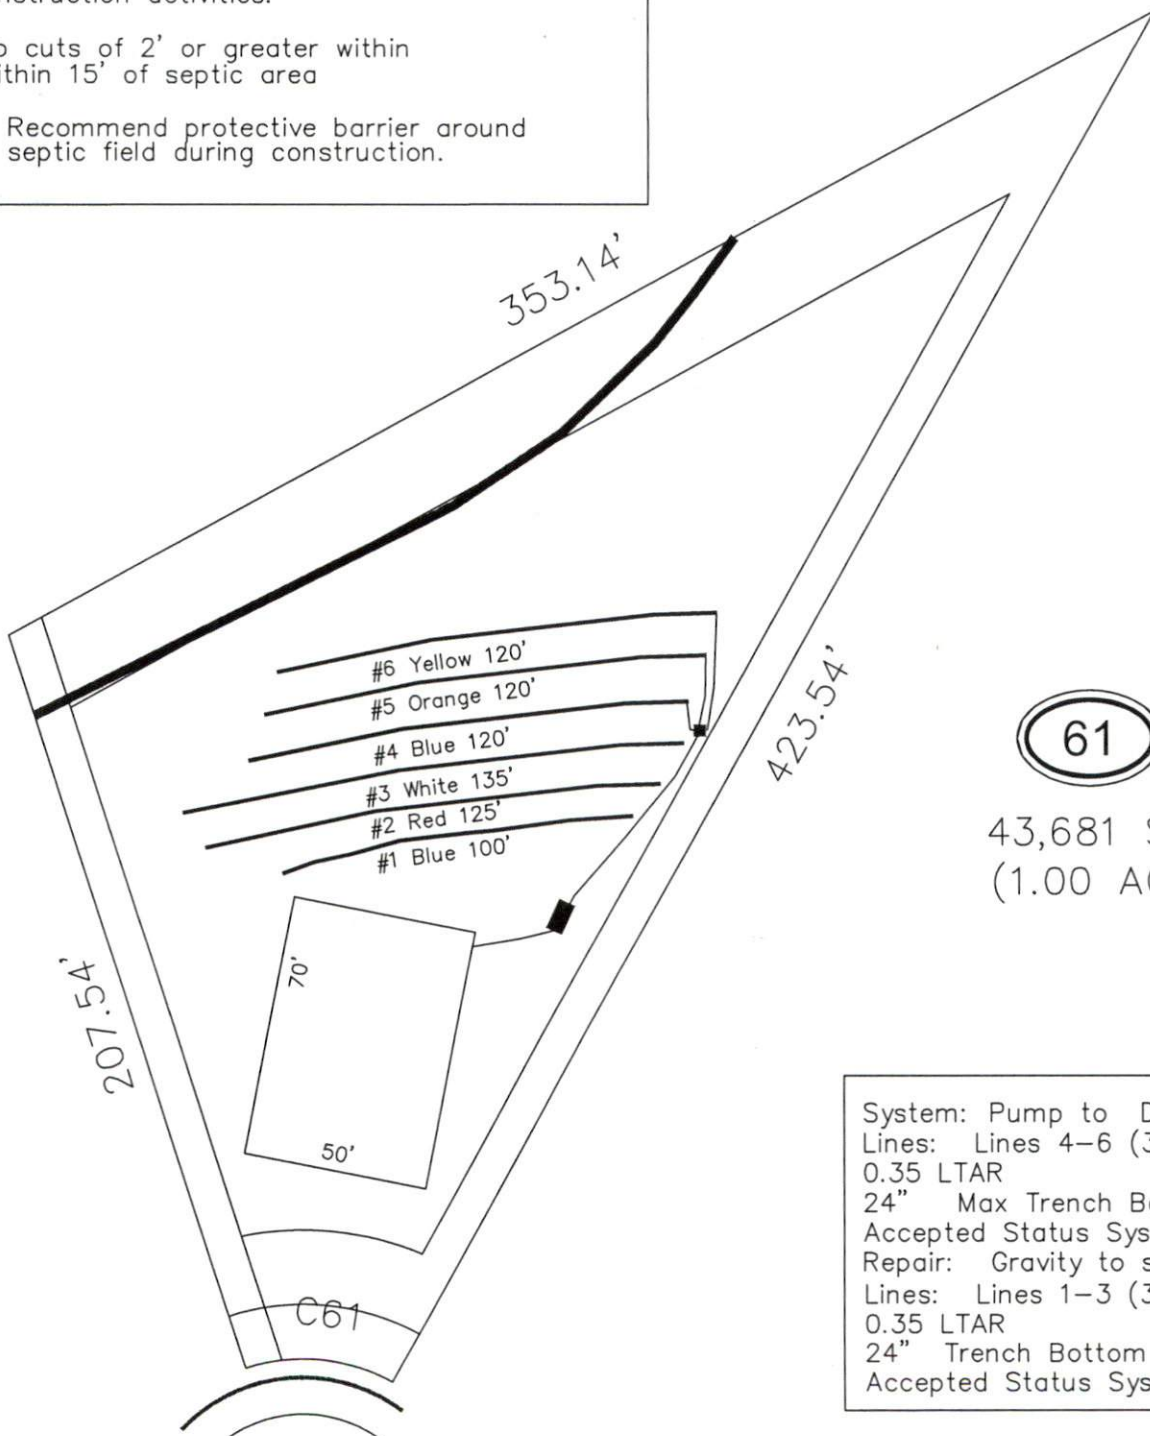 cuts of 2' or greater within
15' of septic area
Recommend protective barrier around
septic field during construction.
353.14'
#6 Yellow 120'
#5 Orange 120'
#4 Blue 120'
#3 White 135'
#2 Red 125'
#1 Blue 100'
423.54'
61
43,681
(1.00
207.54'
70'
50'
C61
System: Pump to
Lines: Lines 4-6
0.35 LTAR
24" Max Trench
Accepted Status
Repair: Gravity to
Lines: Lines 1-3
0.35 LTAR
24" Trench Bottom
Accepted Status